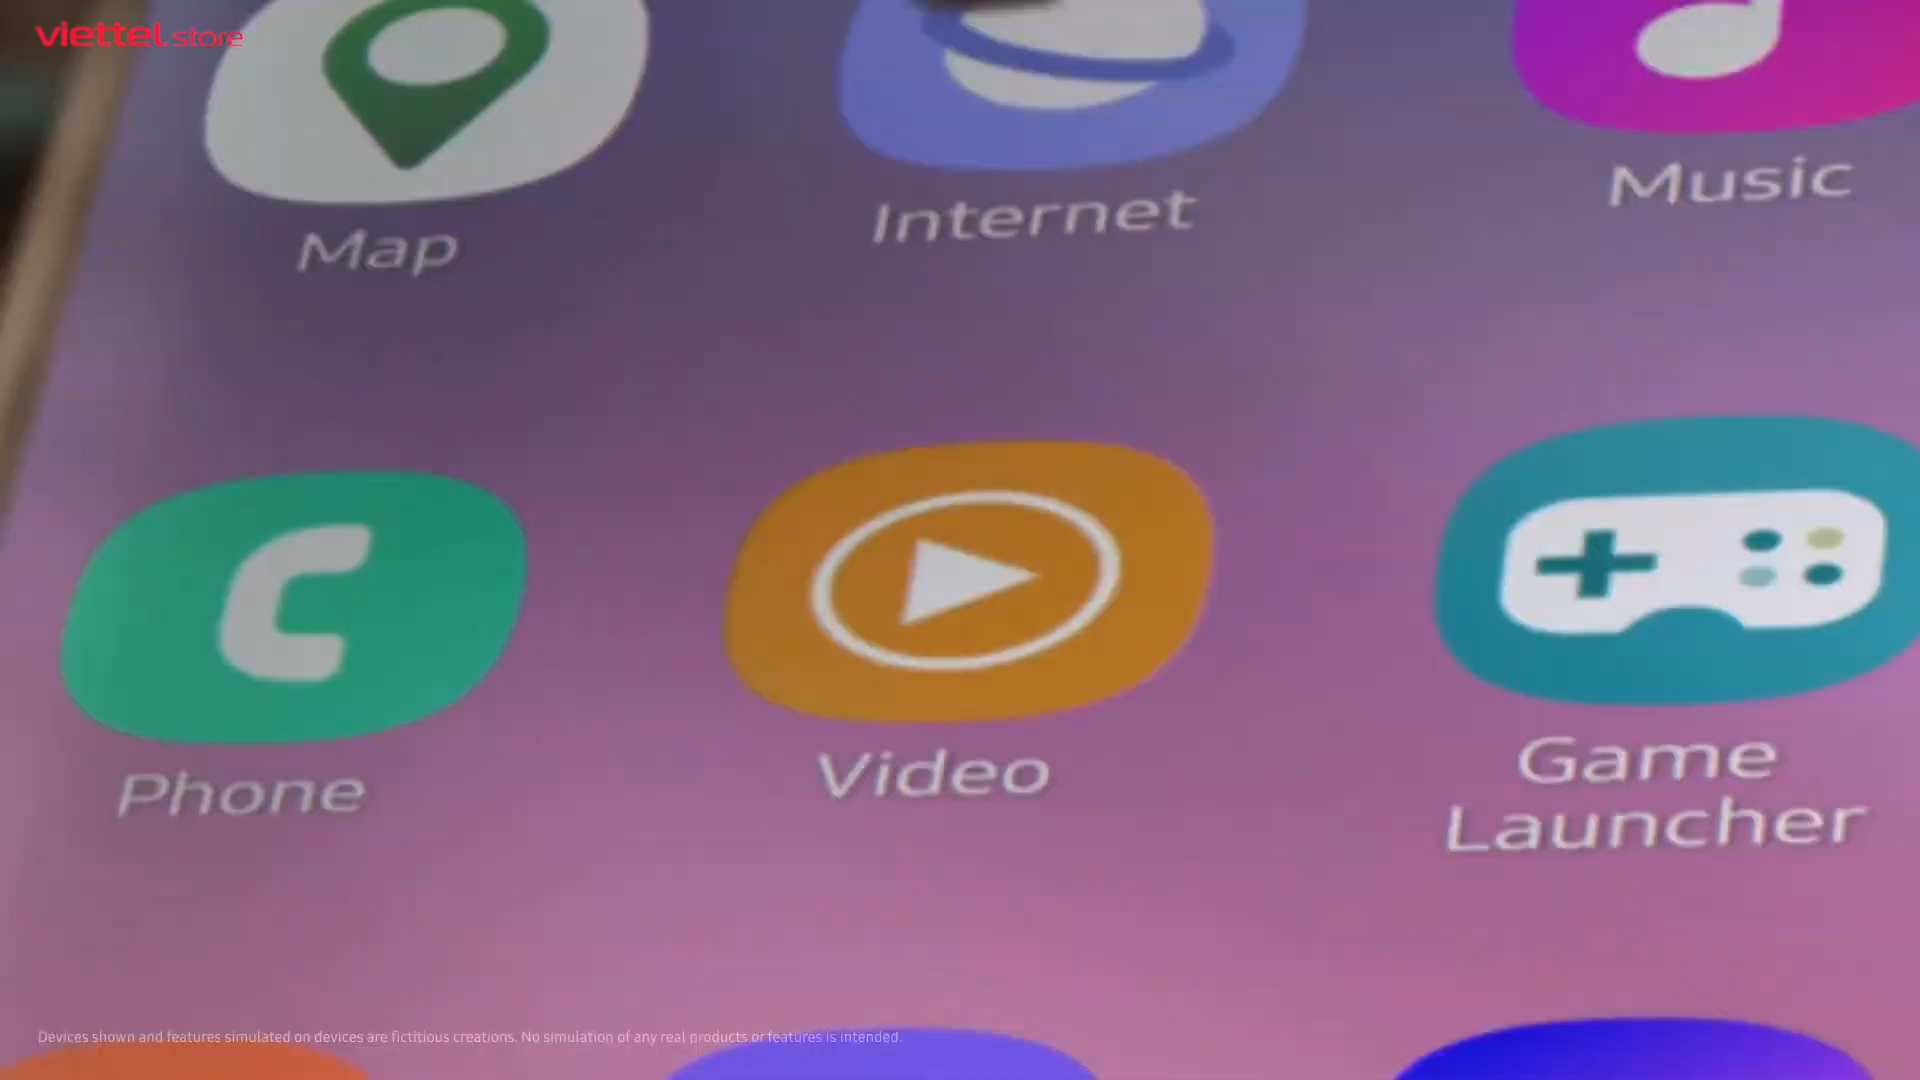 viettel store
Map
Internet
Music
Phone
Video
Game
Launcher
Devices shown and features simulated on devices are fictitious creations. No simulation of any real products or features is intended.